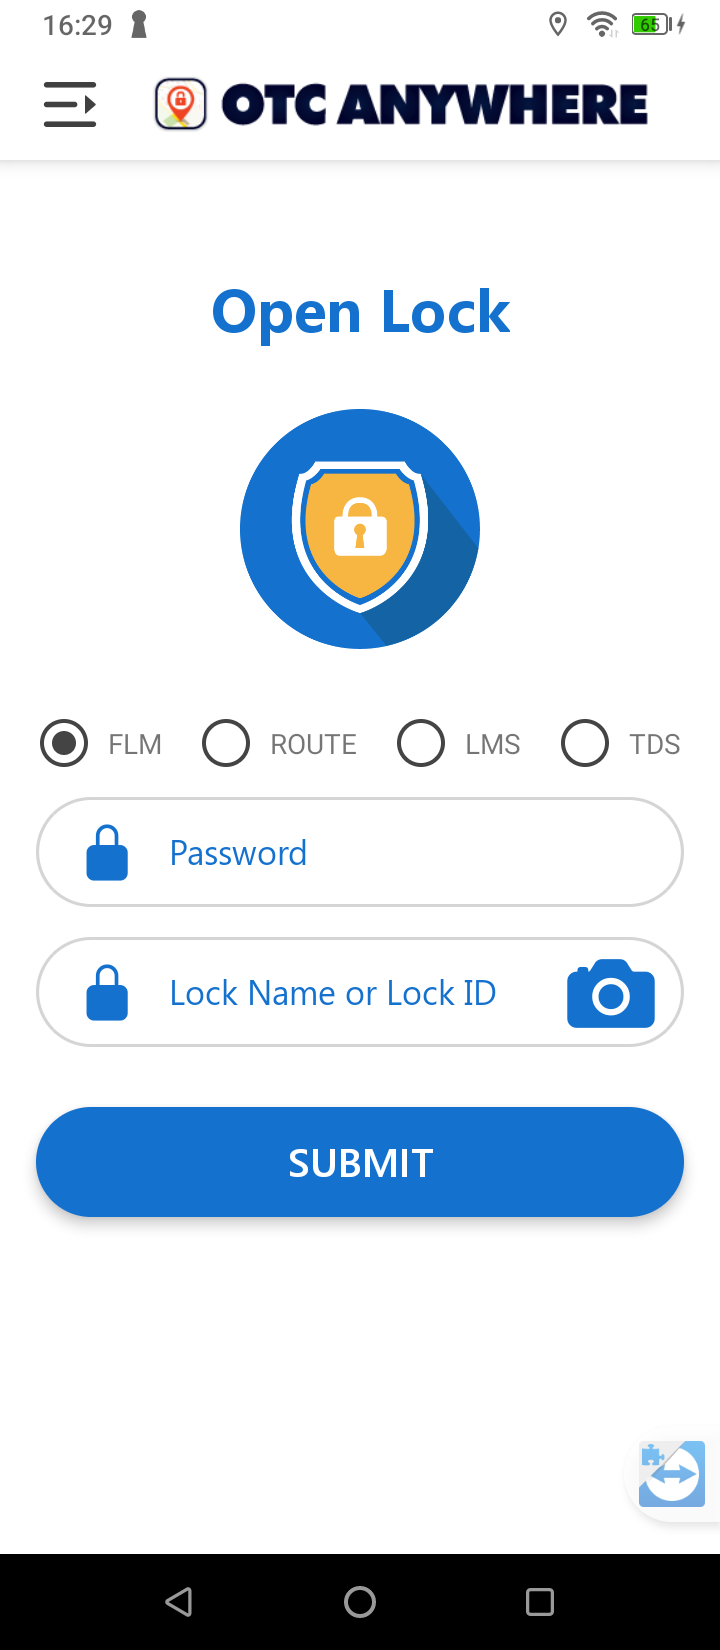 16:29
65
OTC ANYWHERE
Open Lock
FLM ROUTE LMS TDS
Password
Lock Name or Lock ID
SUBMIT